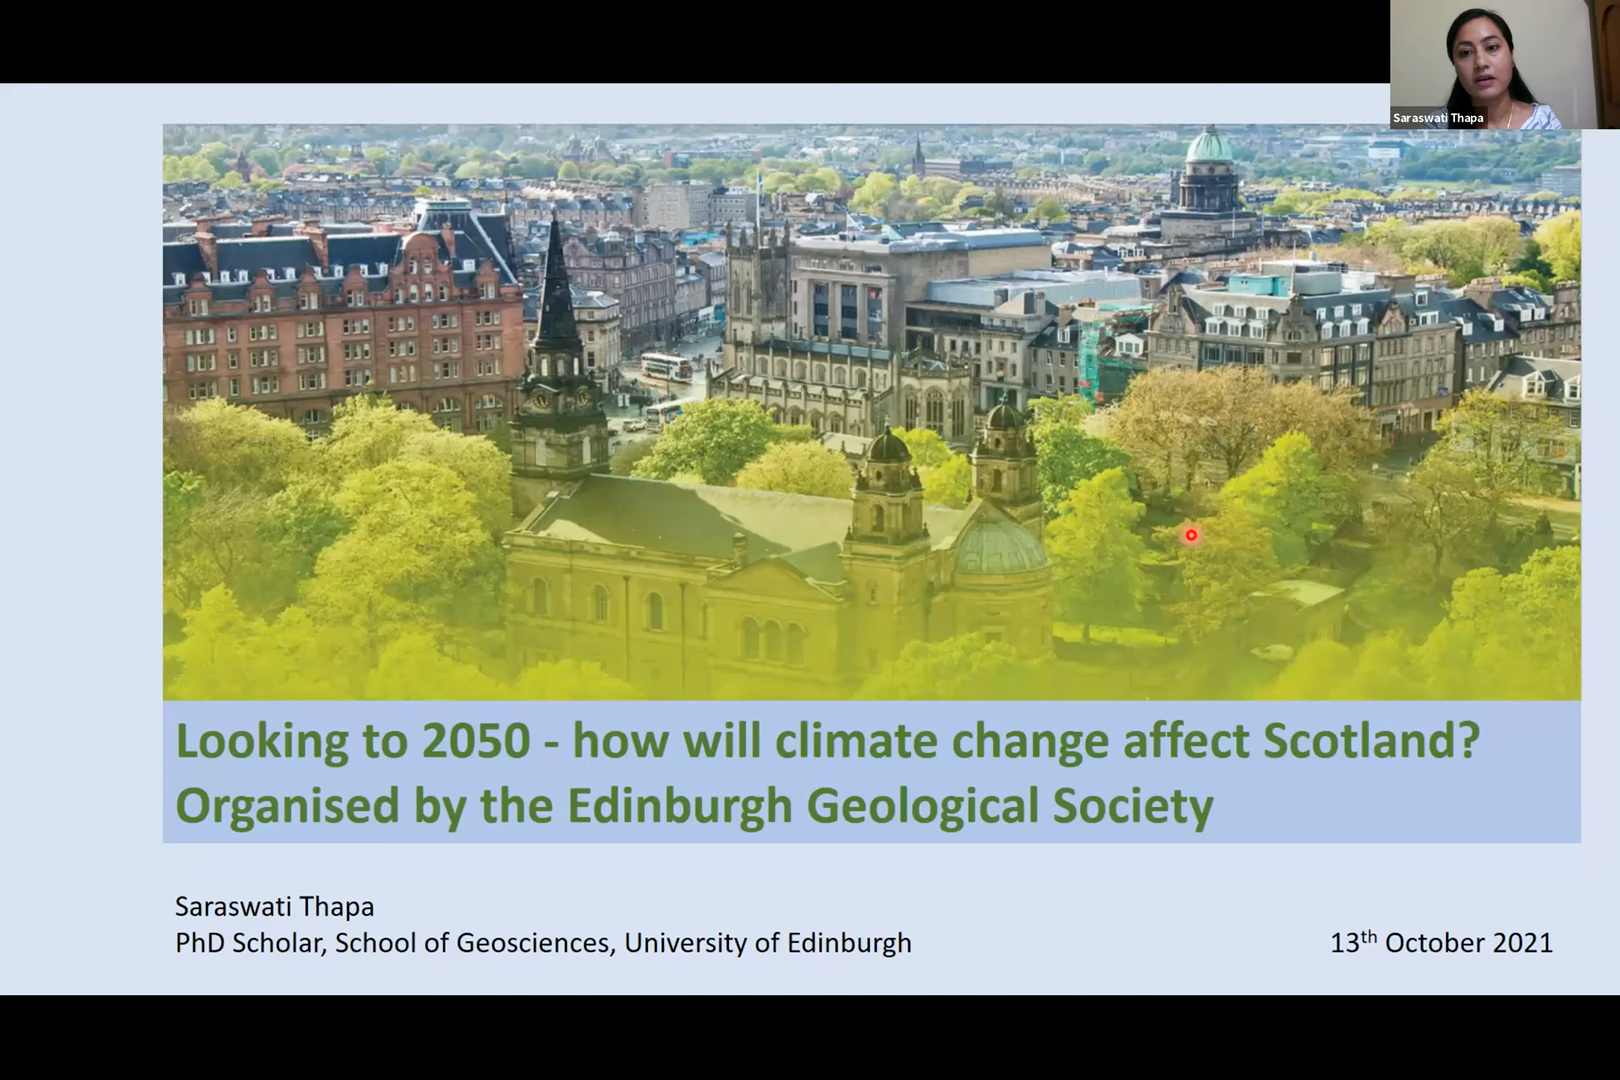 Saraswati Thapa
Looking to 2050 - how will climate change affect Scotland?
Organised by the Edinburgh Geological Society
Saraswati Thapa
PhD Scholar, School of Geosciences, University of Edinburgh
13th October 2021